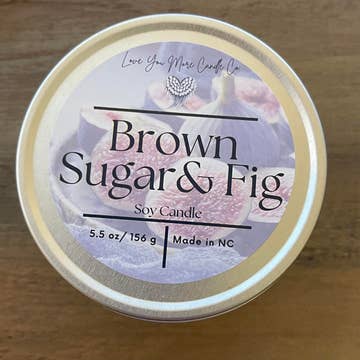 Love You More Candle Co.
Brown
Sugar& Fig
Soy Candle
5.5 oz/ 156 g Made in NC